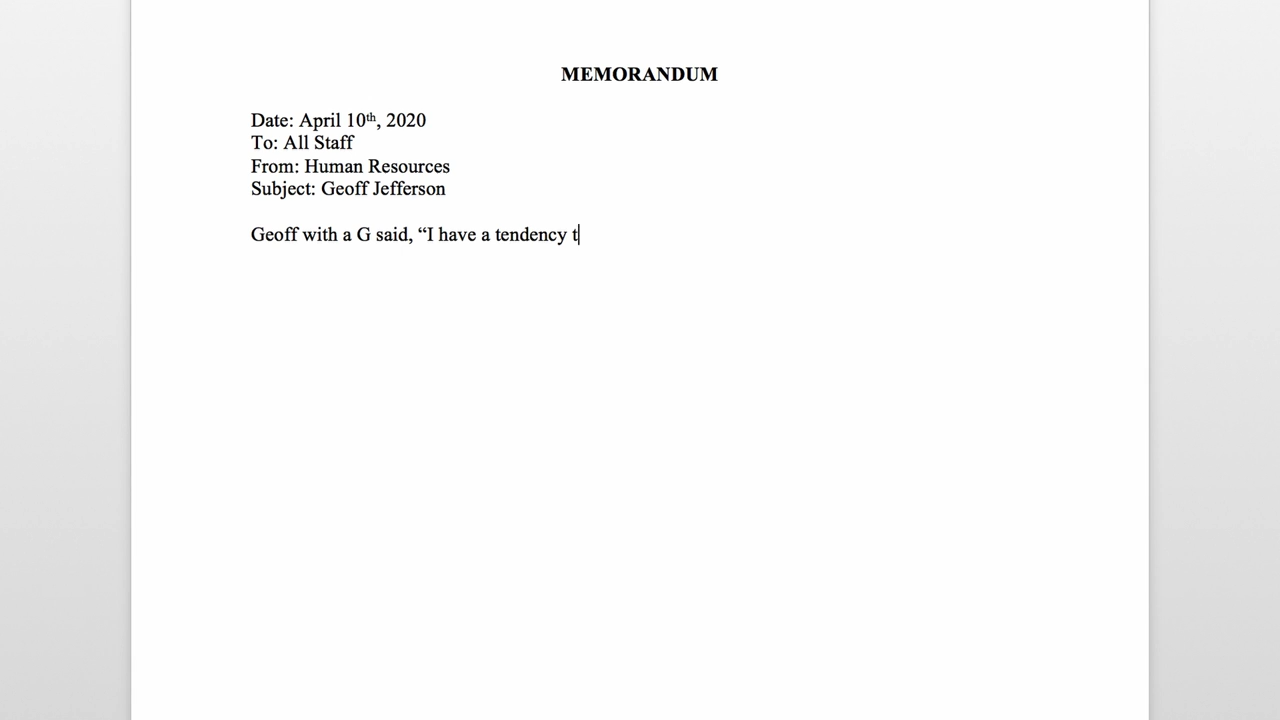 MEMORANDUM
Date: April 10th, 2020
To: All Staff
From: Human Resources
Subject: Geoff Jefferson
Geoff with a G said, “I have a tendency t